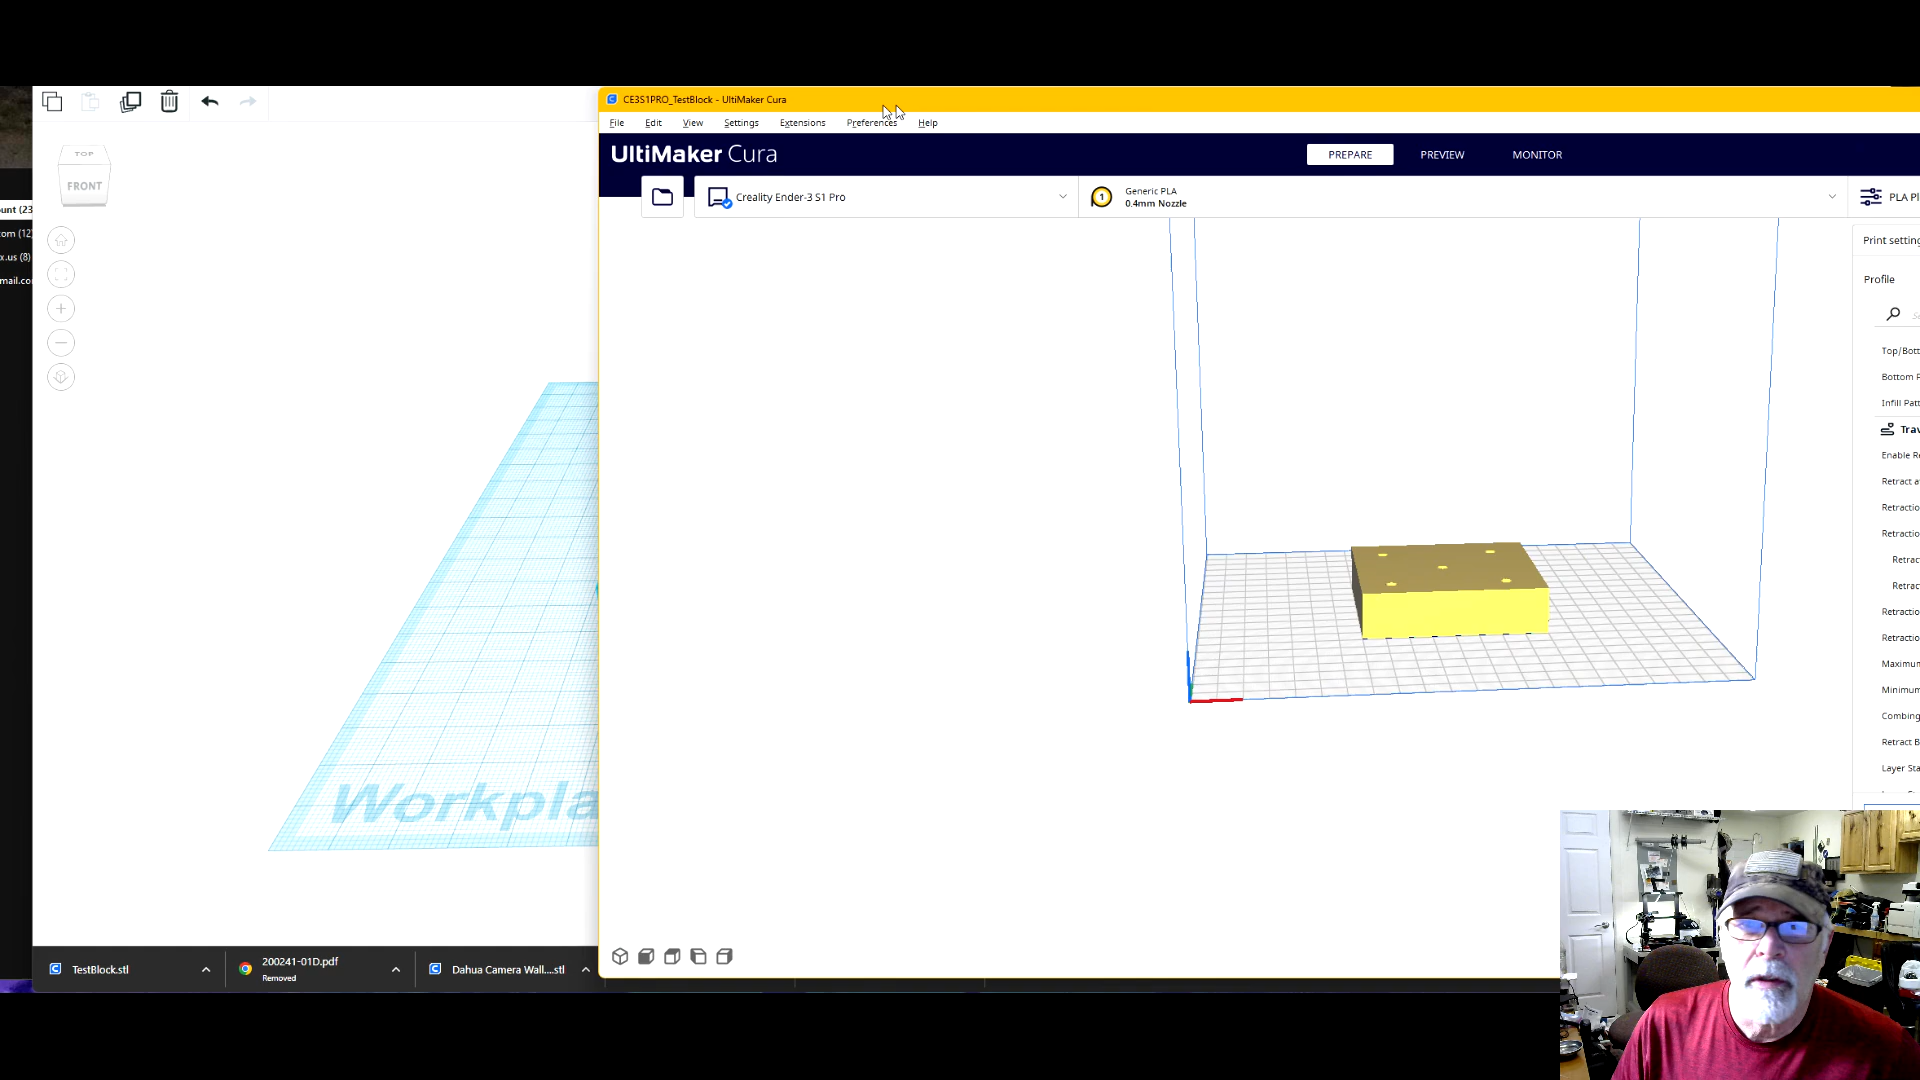 CE3S1PRO_TestBlock - UltiMaker Cura
File Edit View Settings Extensions Preferences Help
UltiMaker Cura
PREPARE PREVIEW MONITOR
Creality Ender-3 S1 Pro
1
Generic PLA
0.4mm Nozzle
PLA Pl
TOP
FRONT
unt (23
om (12)
x.us (8)
mail.co
Print setting
Profile
Top/Bott
Bottom P
Infill Patt
Trav
Enable Re
Retract a
Retractio
Retractio
Retrac
Retrac
Retractio
Retractio
Maximum
Minimum
Combing
Retract B
Layer Sta
Workpla
TestBlock.stl
200241-01D.pdf
Removed
Dahua Camera Wall....stl